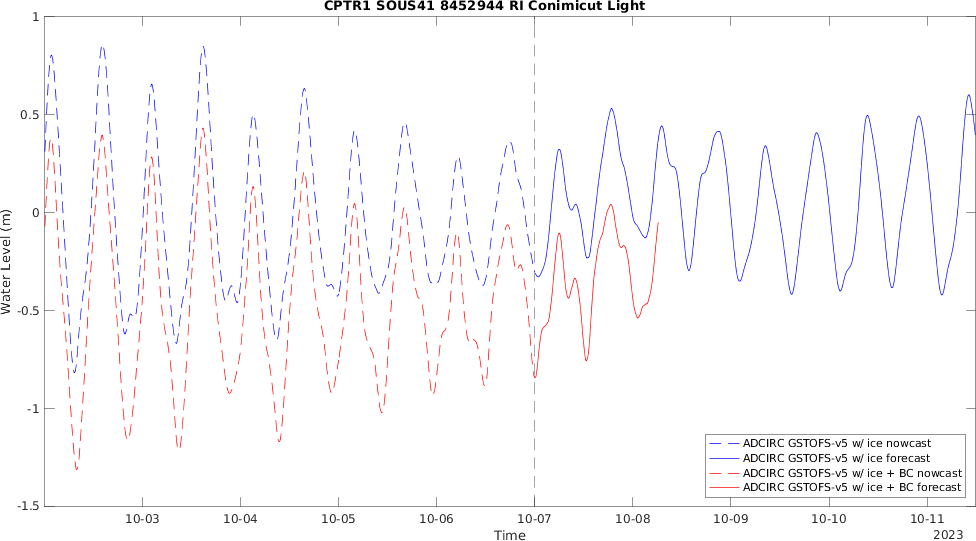 CPTR1 SOUS41 8452944 RI Conimicut Light
1
0.5
0
-0.5
-1
-1.5
Water Level (m)
10-03 10-04 10-05 10-06 10-07 10-08 10-09 10-10 10-11
Time
2023
ADCIRC GSTOFS-v5 w/ ice nowcast
ADCIRC GSTOFS-v5 w/ ice forecast
ADCIRC GSTOFS-v5 w/ ice + BC nowcast
ADCIRC GSTOFS-v5 w/ ice + BC forecast